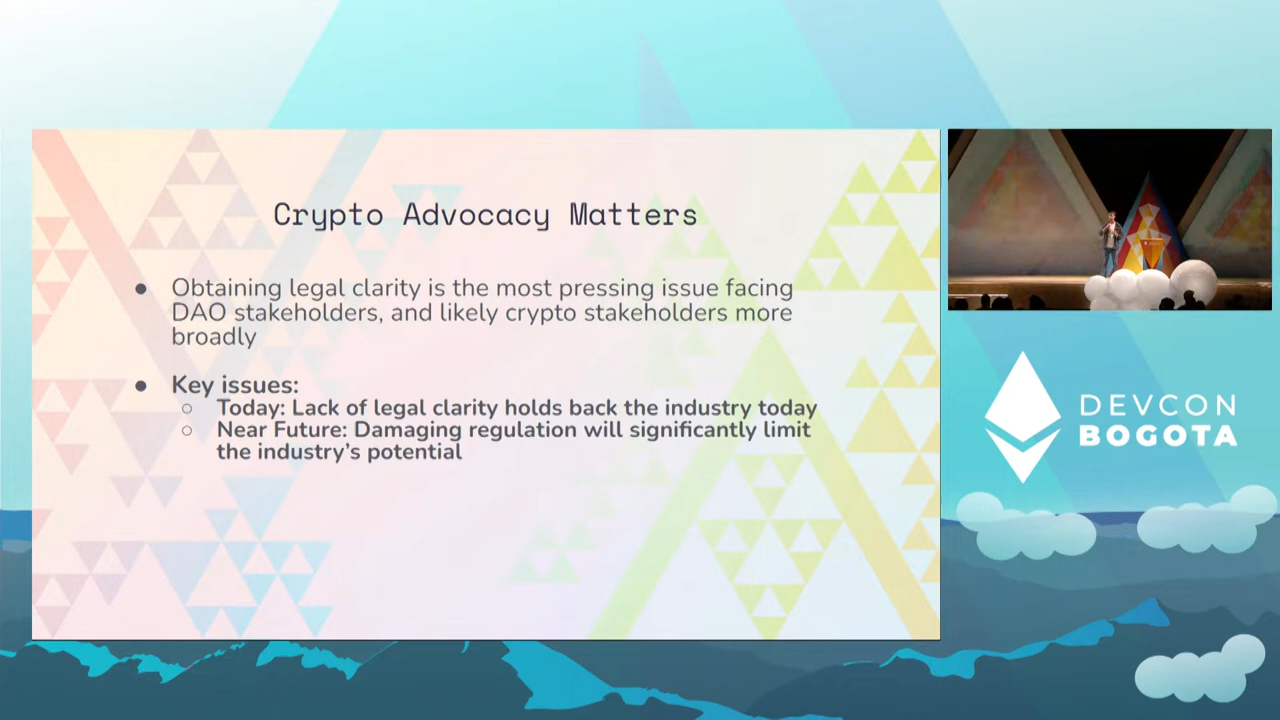 Crypto Advocacy Matters
● Obtaining legal clarity is the most pressing issue facing
DAO stakeholders, and likely crypto stakeholders more
broadly
● Key issues:
○ Today: Lack of legal clarity holds back the industry today
○ Near Future: Damaging regulation will significantly limit
the industry's potential
DEVCON
BOGOTA